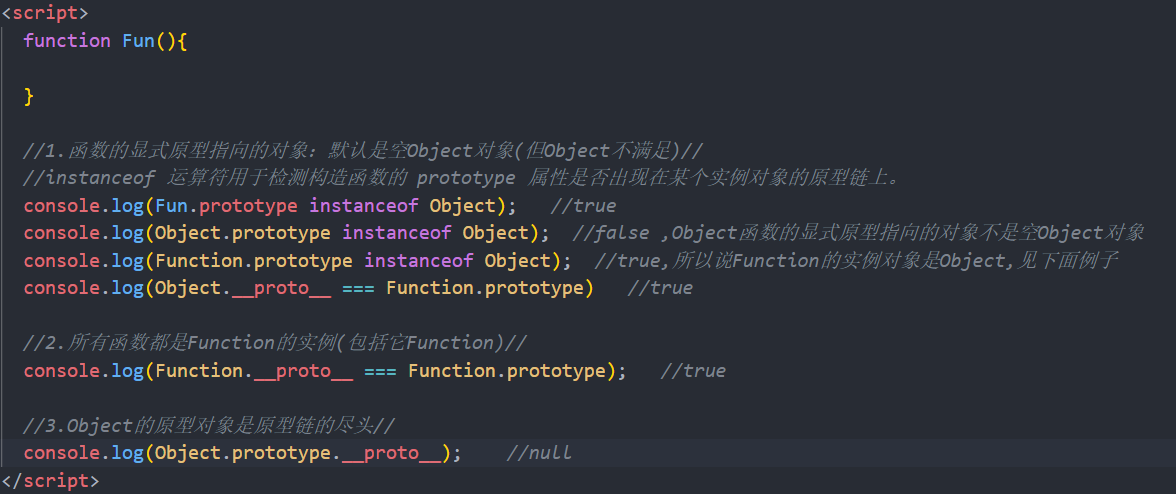 <script>
function Fun(){
}
//1.函数的显式原型指向的对象：默认是空Object对象(但Object不满足)//
//instanceof 运算符用于检测构造函数的 prototype 属性是否出现在某个实例对象的原型链上。
console.log(Fun.prototype instanceof Object); //true
console.log(Object.prototype instanceof Object); //false ,Object函数的显式原型指向的对象不是空Object对象
console.log(Function.prototype instanceof Object); //true,所以说Function的实例对象是Object,见下面例子
console.log(Object.__proto__ === Function.prototype) //true
//2.所有函数都是Function的实例(包括它Function)//
console.log(Function.__proto__ === Function.prototype); //true
//3.Object的原型对象是原型链的尽头//
console.log(Object.prototype.__proto__); //null
</script>